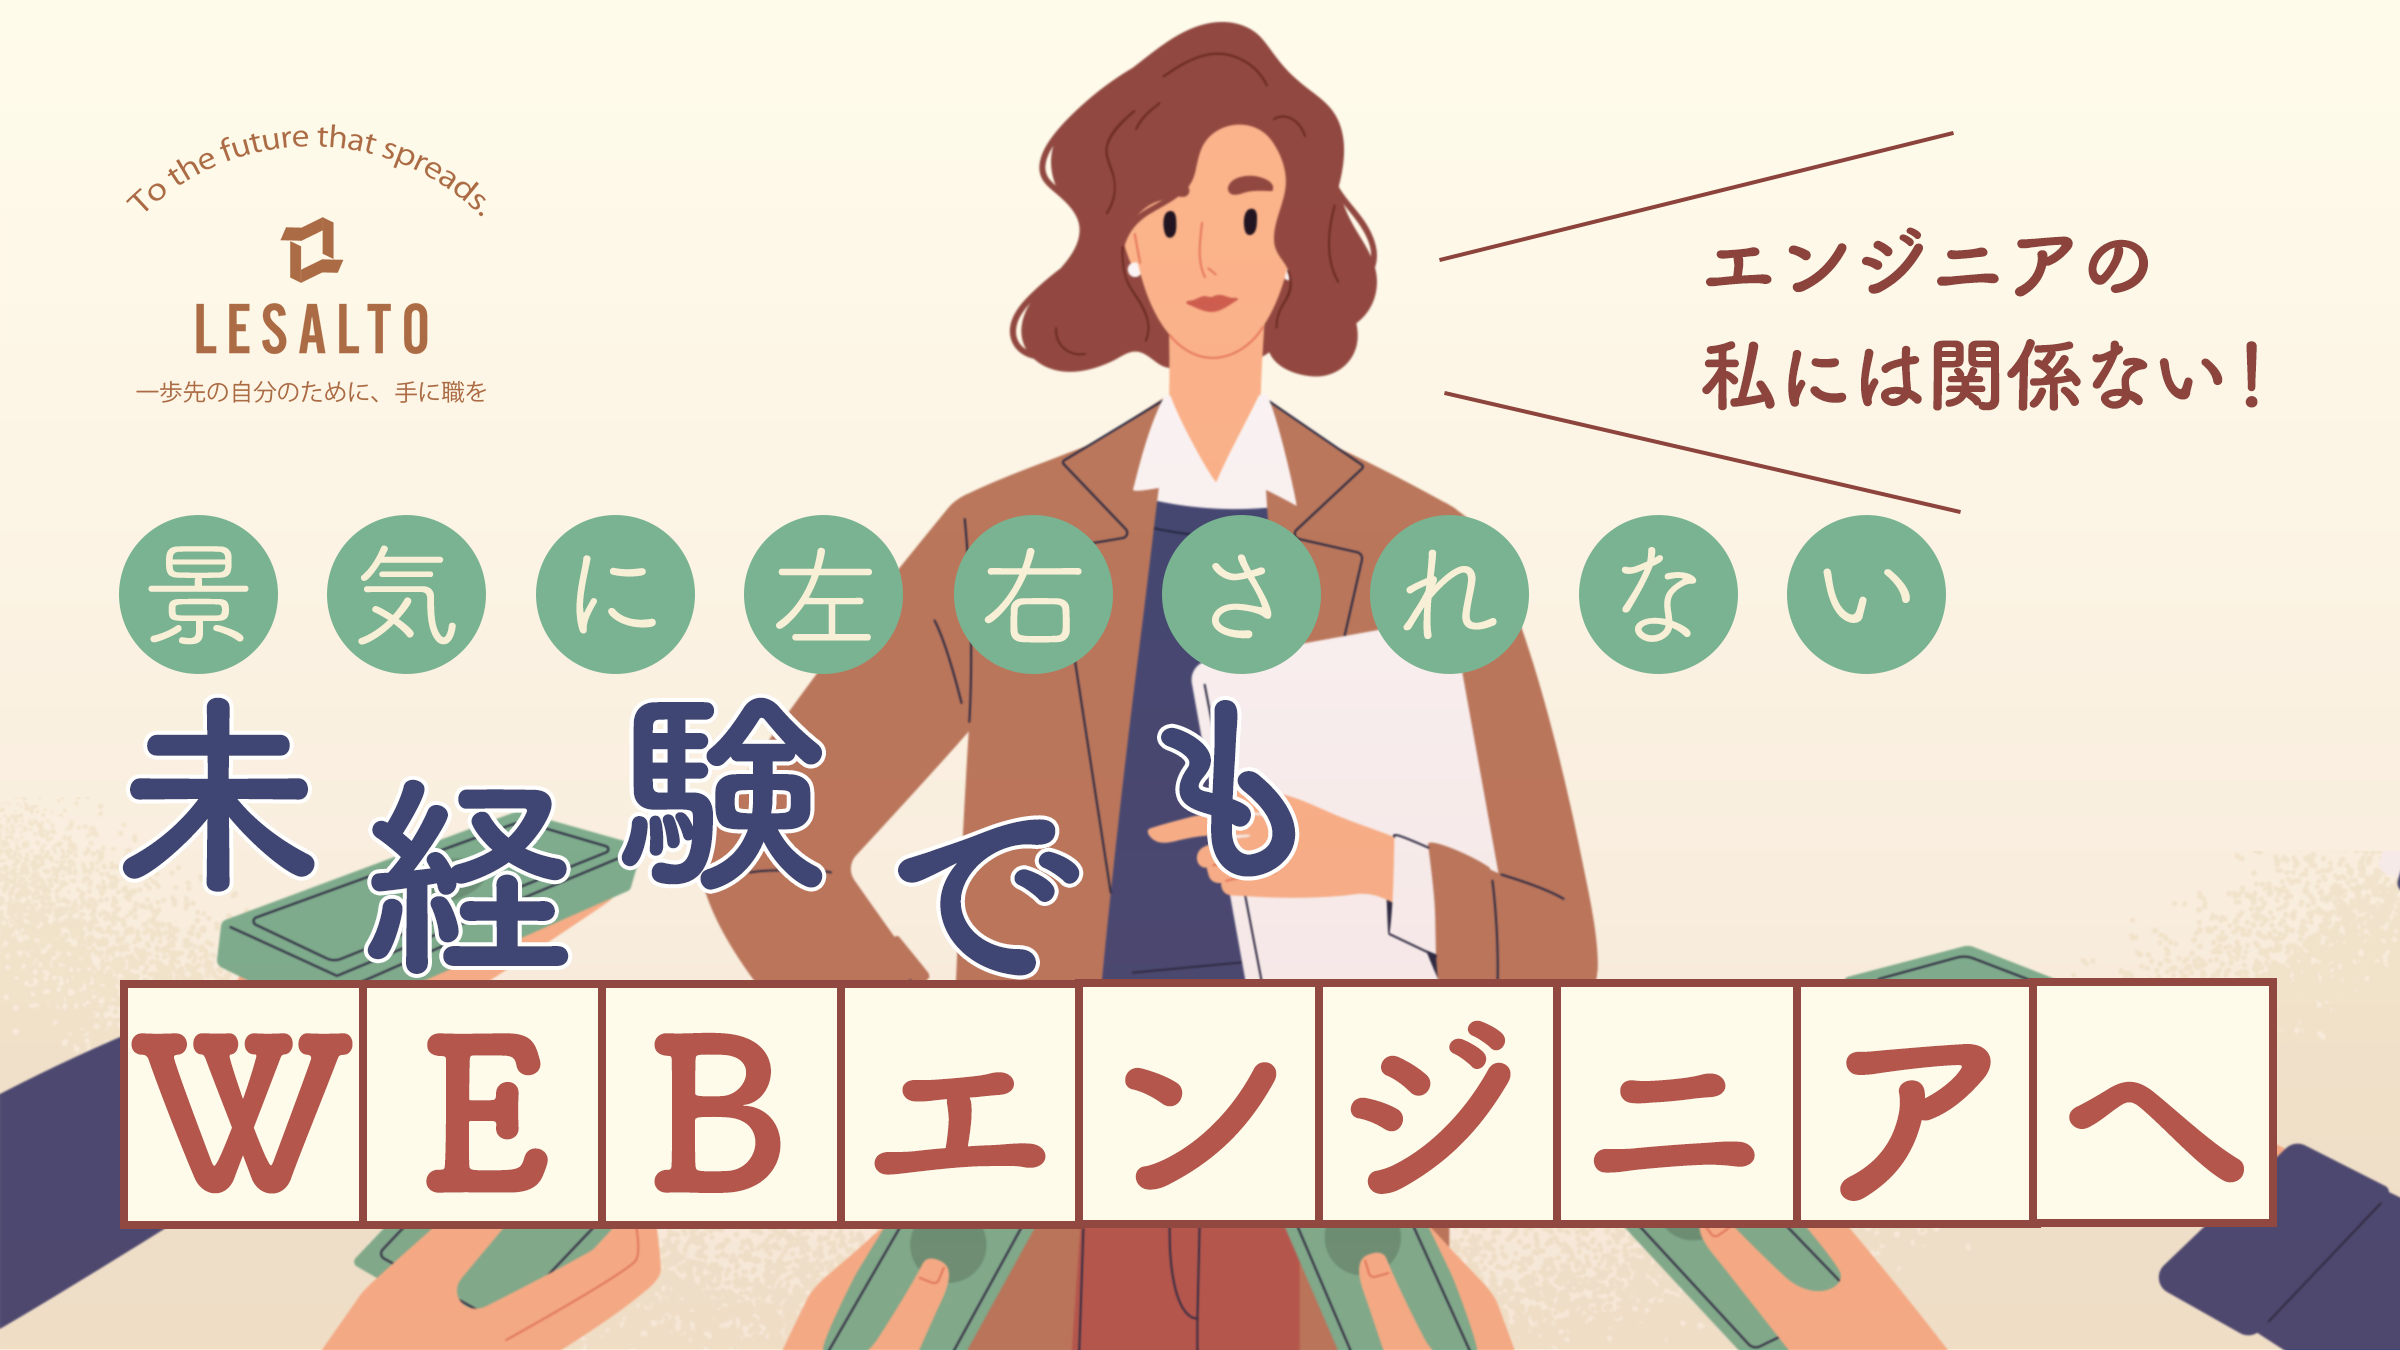 To the future that spreads.
LESALTO
一歩先の自分のために、手に職を
エンジニアの
私には関係ない！
景気に左右されない
未経験でも
WEBエンジニアへ